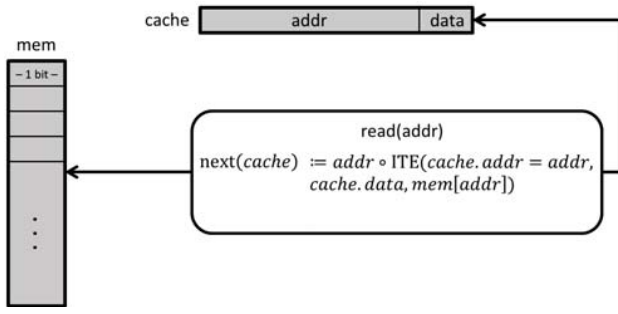 cache addr data
mem
– 1 bit –
read(addr)
next(cache) ≔ addr ∘ ITE(cache.addr = addr,
cache.data, mem[addr])